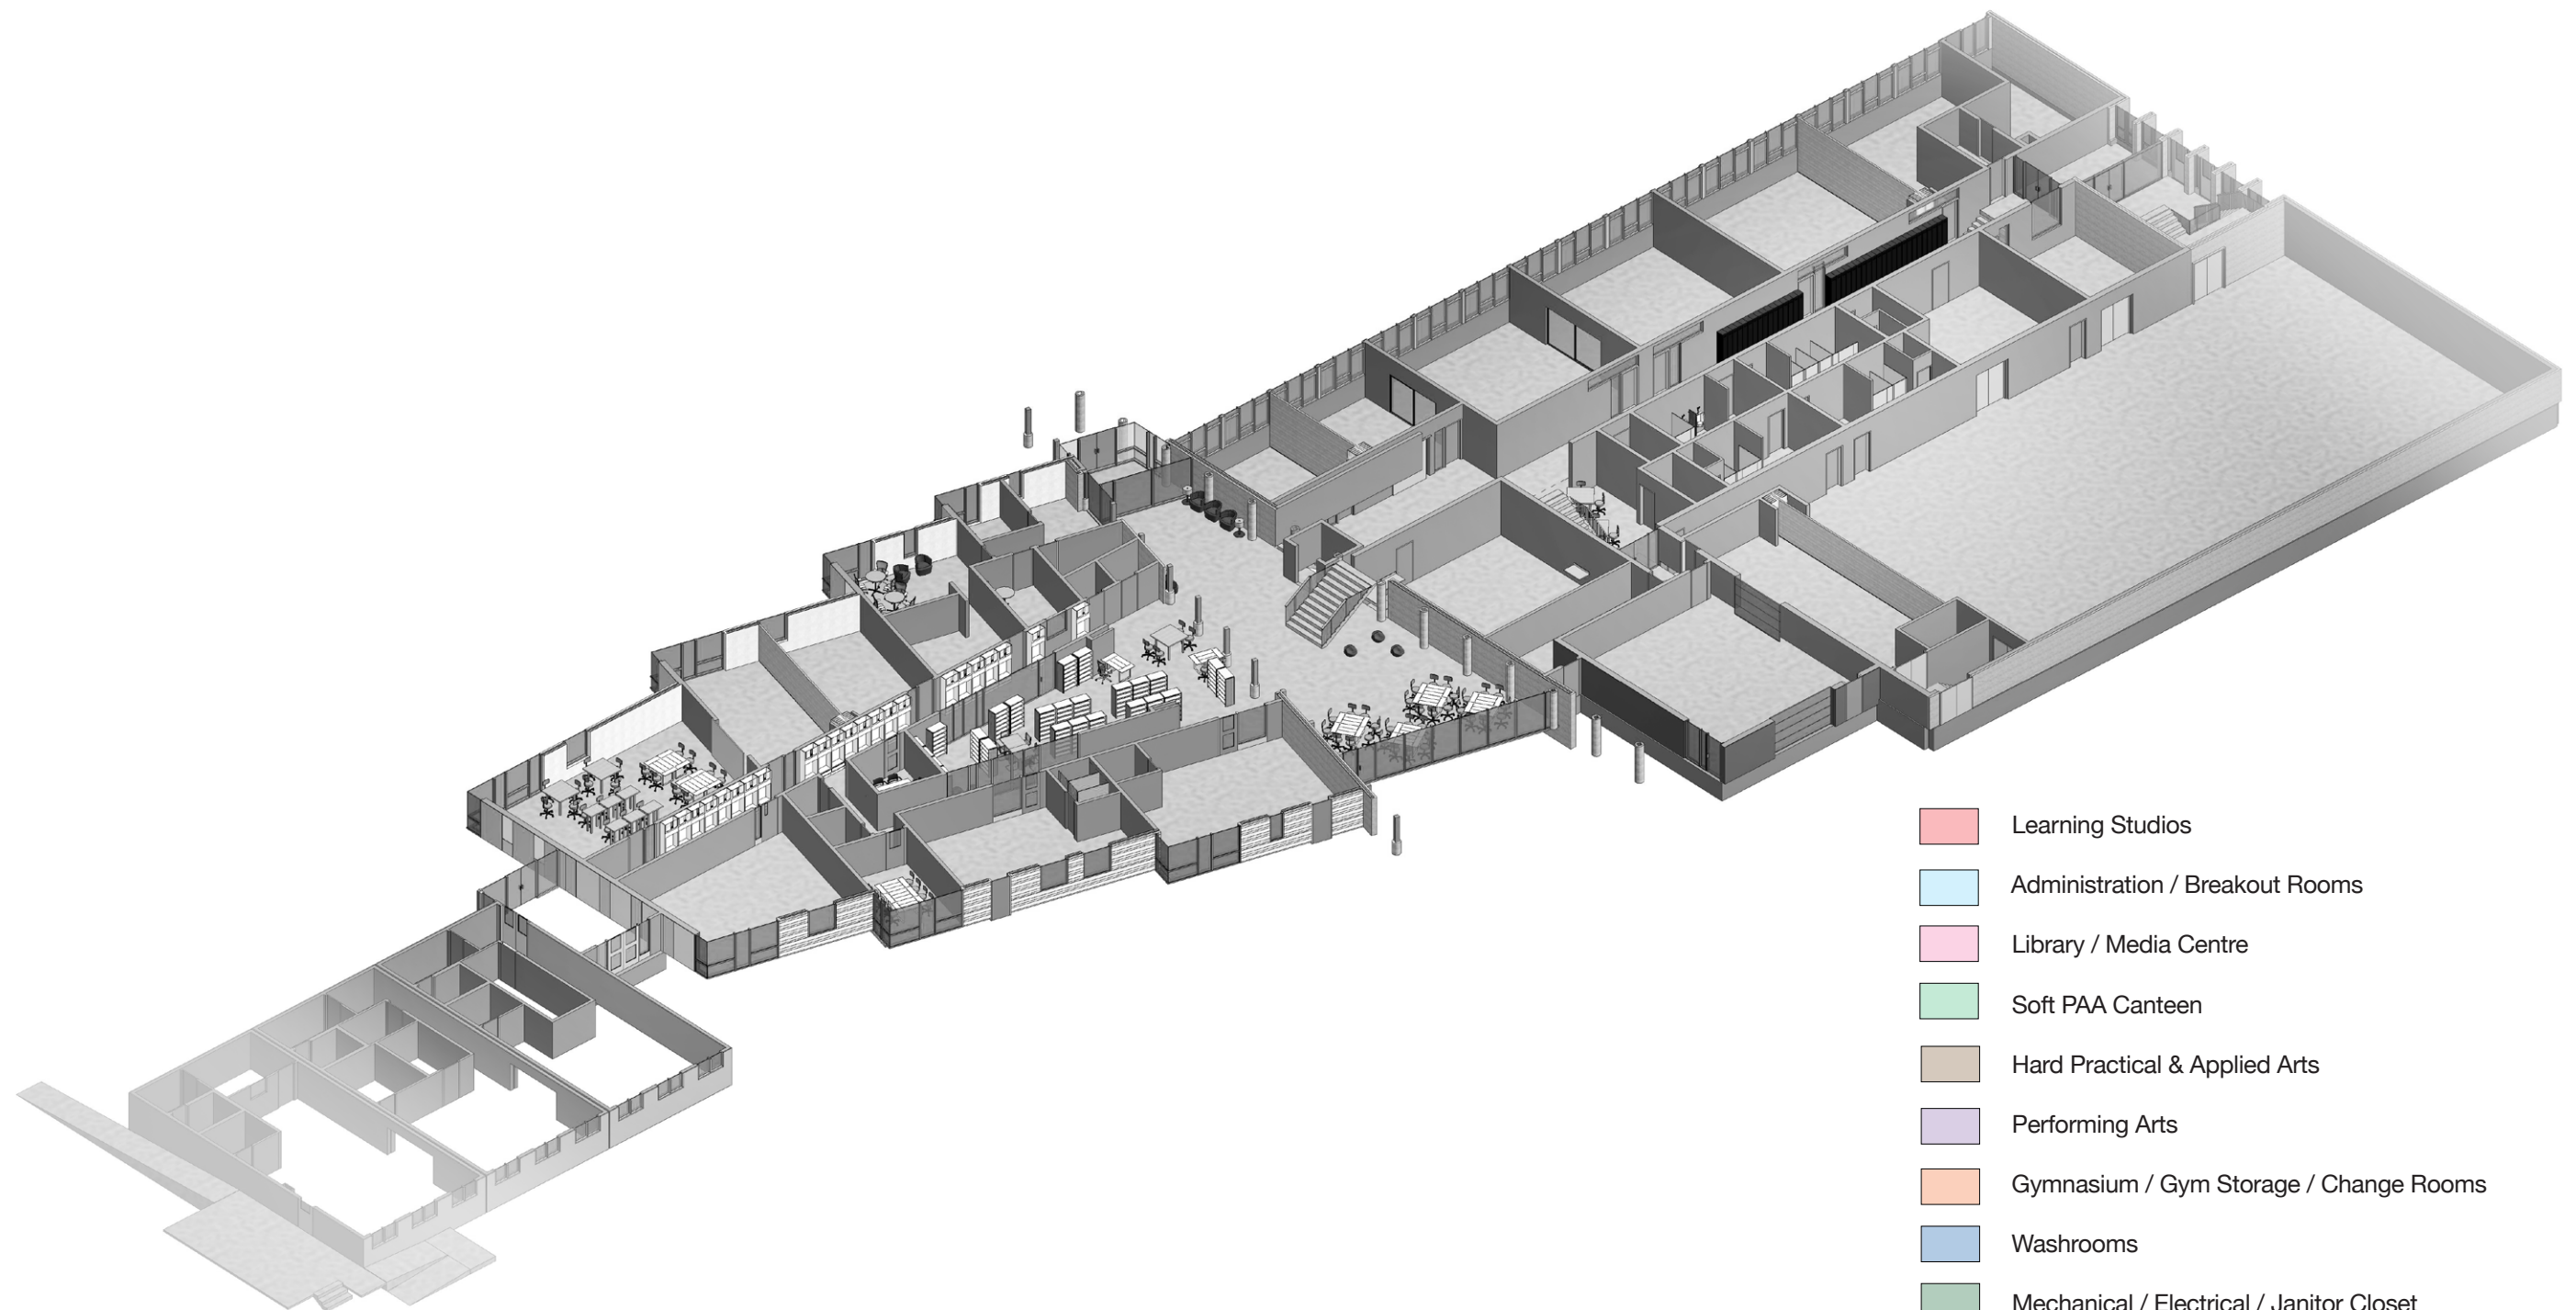 Learning Studios
Administration / Breakout Rooms
Library / Media Centre
Soft PAA Canteen
Hard Practical & Applied Arts
Performing Arts
Gymnasium / Gym Storage / Change Rooms
Washrooms
Mechanical / Electrical / Janitor Closet